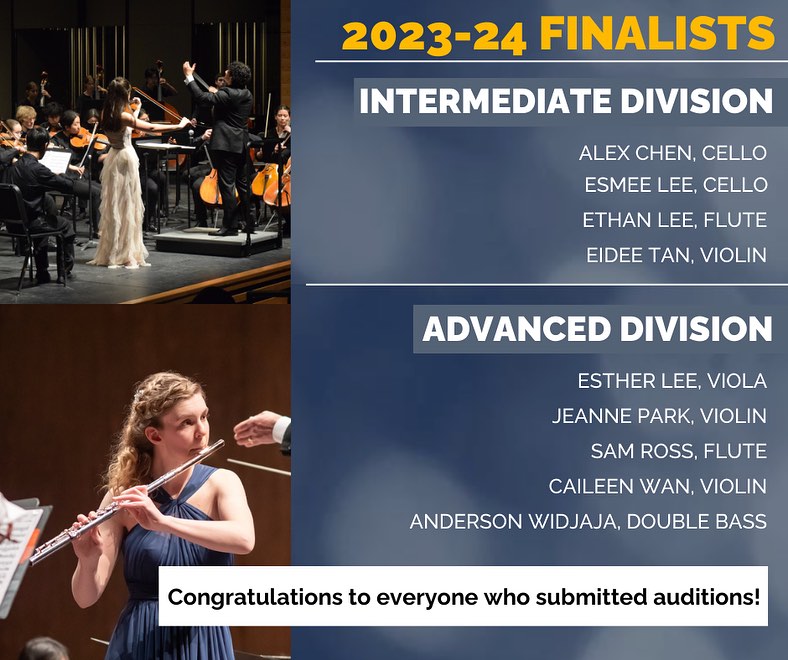 2023-24 FINALISTS
INTERMEDIATE DIVISION
ALEX CHEN, CELLO
ESMEE LEE, CELLO
ETHAN LEE, FLUTE
EIDEE TAN, VIOLIN
ADVANCED DIVISION
ESTHER LEE, VIOLA
JEANNE PARK, VIOLIN
SAM ROSS, FLUTE
CAILEEN WAN, VIOLIN
ANDERSON WIDJAJA, DOUBLE BASS
Congratulations to everyone who submitted auditions!